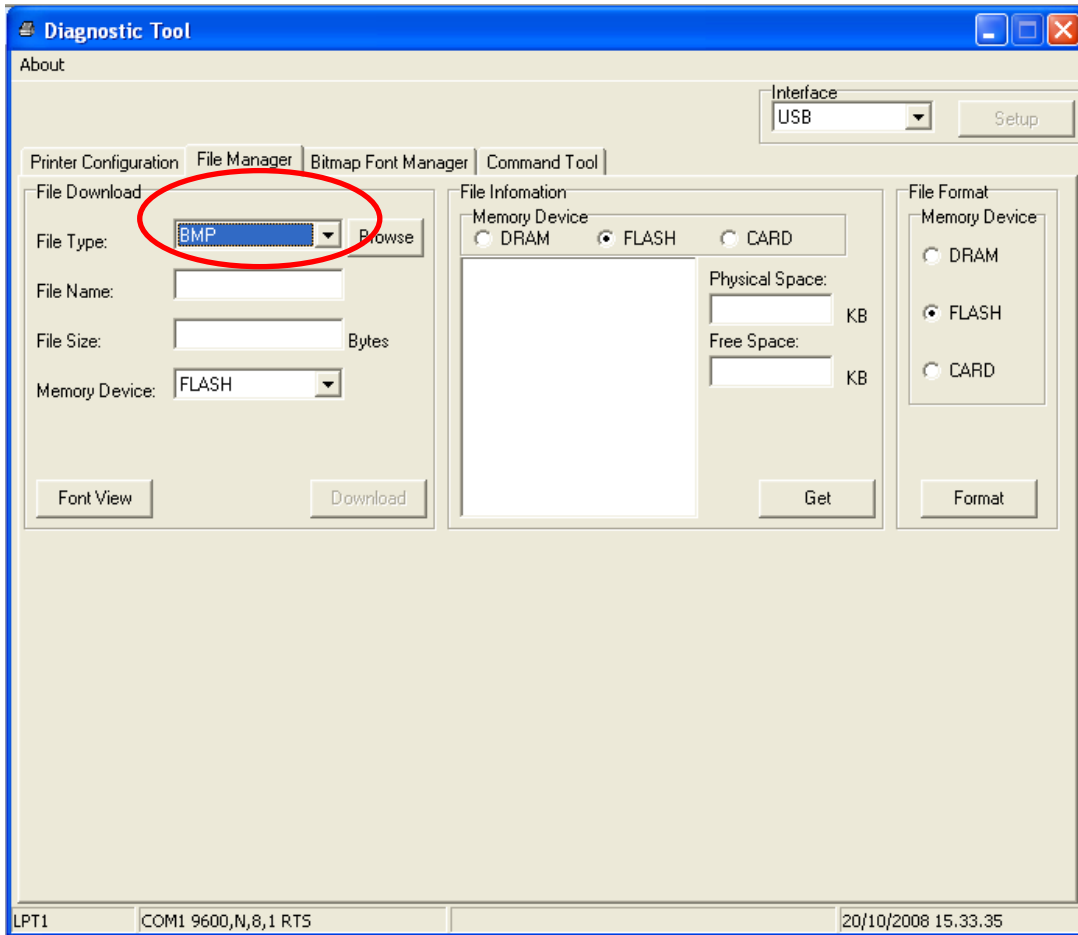 Diagnostic Tool
About
Interface
USB
Setup
Printer Configuration
File Manager
Bitmap Font Manager
Command Tool
File Download
File Type:
BMP
Browse
File Name:
File Size:
Bytes
Memory Device:
FLASH
Font View
Download
File Infomation
Memory Device
DRAM
FLASH
CARD
Physical Space:
KB
Free Space:
KB
Get
File Format
Memory Device
DRAM
FLASH
CARD
Format
LPT1
COM1 9600,N,8,1 RTS
20/10/2008 15.33.35